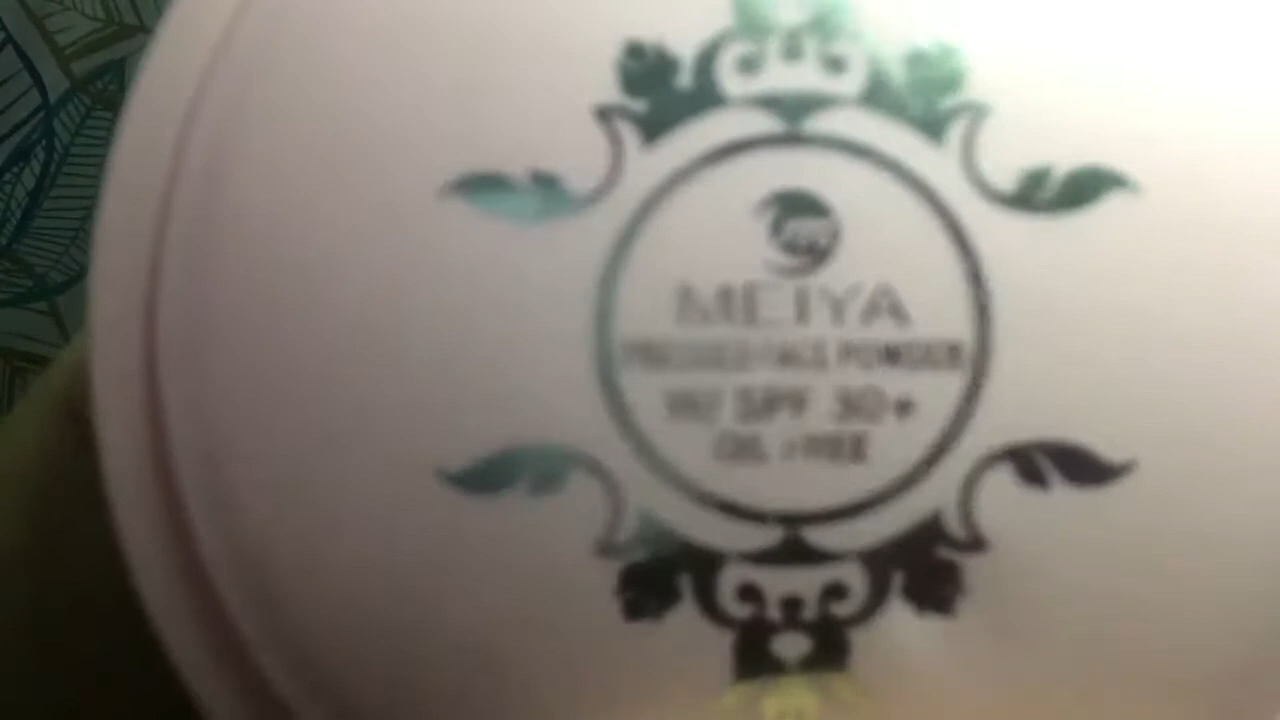 MEIYA
PRESSED FACE POWDER
W/ SPF 30+
OIL FREE